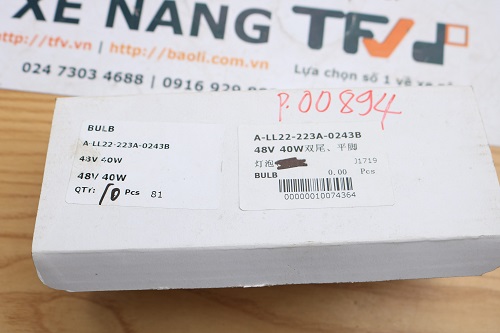 XE NANG TFV
http://tfv.vn | http://baoli.com.vn
024 7303 4688 | 0916 929
Lựa chọn số 1 về xe
P.00894
BULB
A-LL22-223A-0243B
48V 40W
48V 40W
QTY: 10 Pcs 81
A-LL22-223A-0243B
48V 40W双尾、平脚
灯泡 J1719
BULB 0.00 Pcs
00000010074364